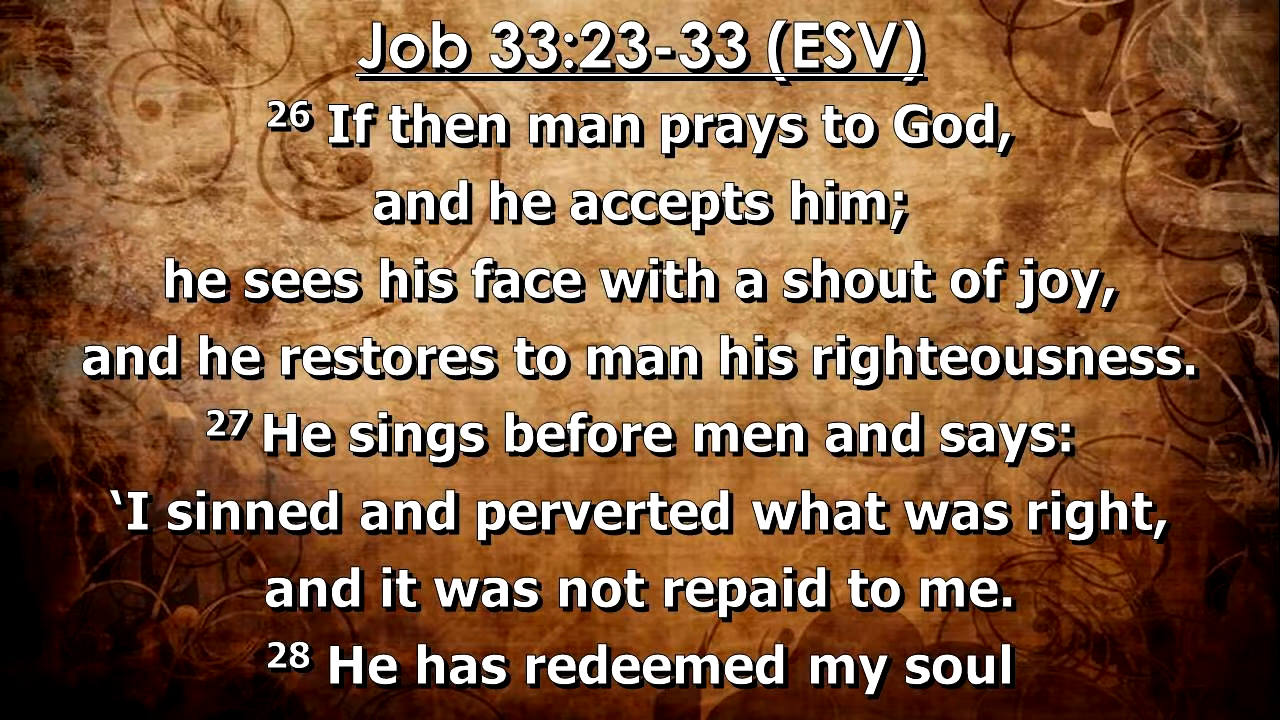 Job 33:23-33 (ESV)
26 If then man prays to God,
and he accepts him;
he sees his face with a shout of joy,
and he restores to man his righteousness.
27 He sings before men and says:
‘I sinned and perverted what was right,
and it was not repaid to me.
28 He has redeemed my soul